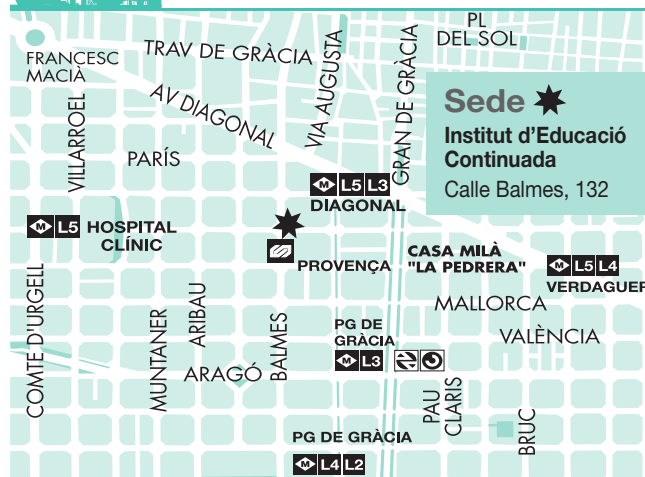 PL
DEL SOL
TRAV DE GRÀCIA
FRANCESC
MACIÀ
VIA AUGUSTA
GRAN DE GRÀCIA
AV DIAGONAL
Sede
Institut d'Educació
Continuada
Calle Balmes, 132
VILLARROEL
PARÍS
M L5 L3
DIAGONAL
M L5 HOSPITAL
CLÍNIC
PROVENÇA
CASA MILÀ
"LA PEDRERA"
M L5 L4
VERDAGUER
COMTE D'URGELL
MUNTANER
ARIBAU
BALMES
MALLORCA
VALÈNCIA
PG DE
GRÀCIA
M L3
ARAGÓ
PAU
CLARIS
BRUC
PG DE GRÀCIA
M L4 L2